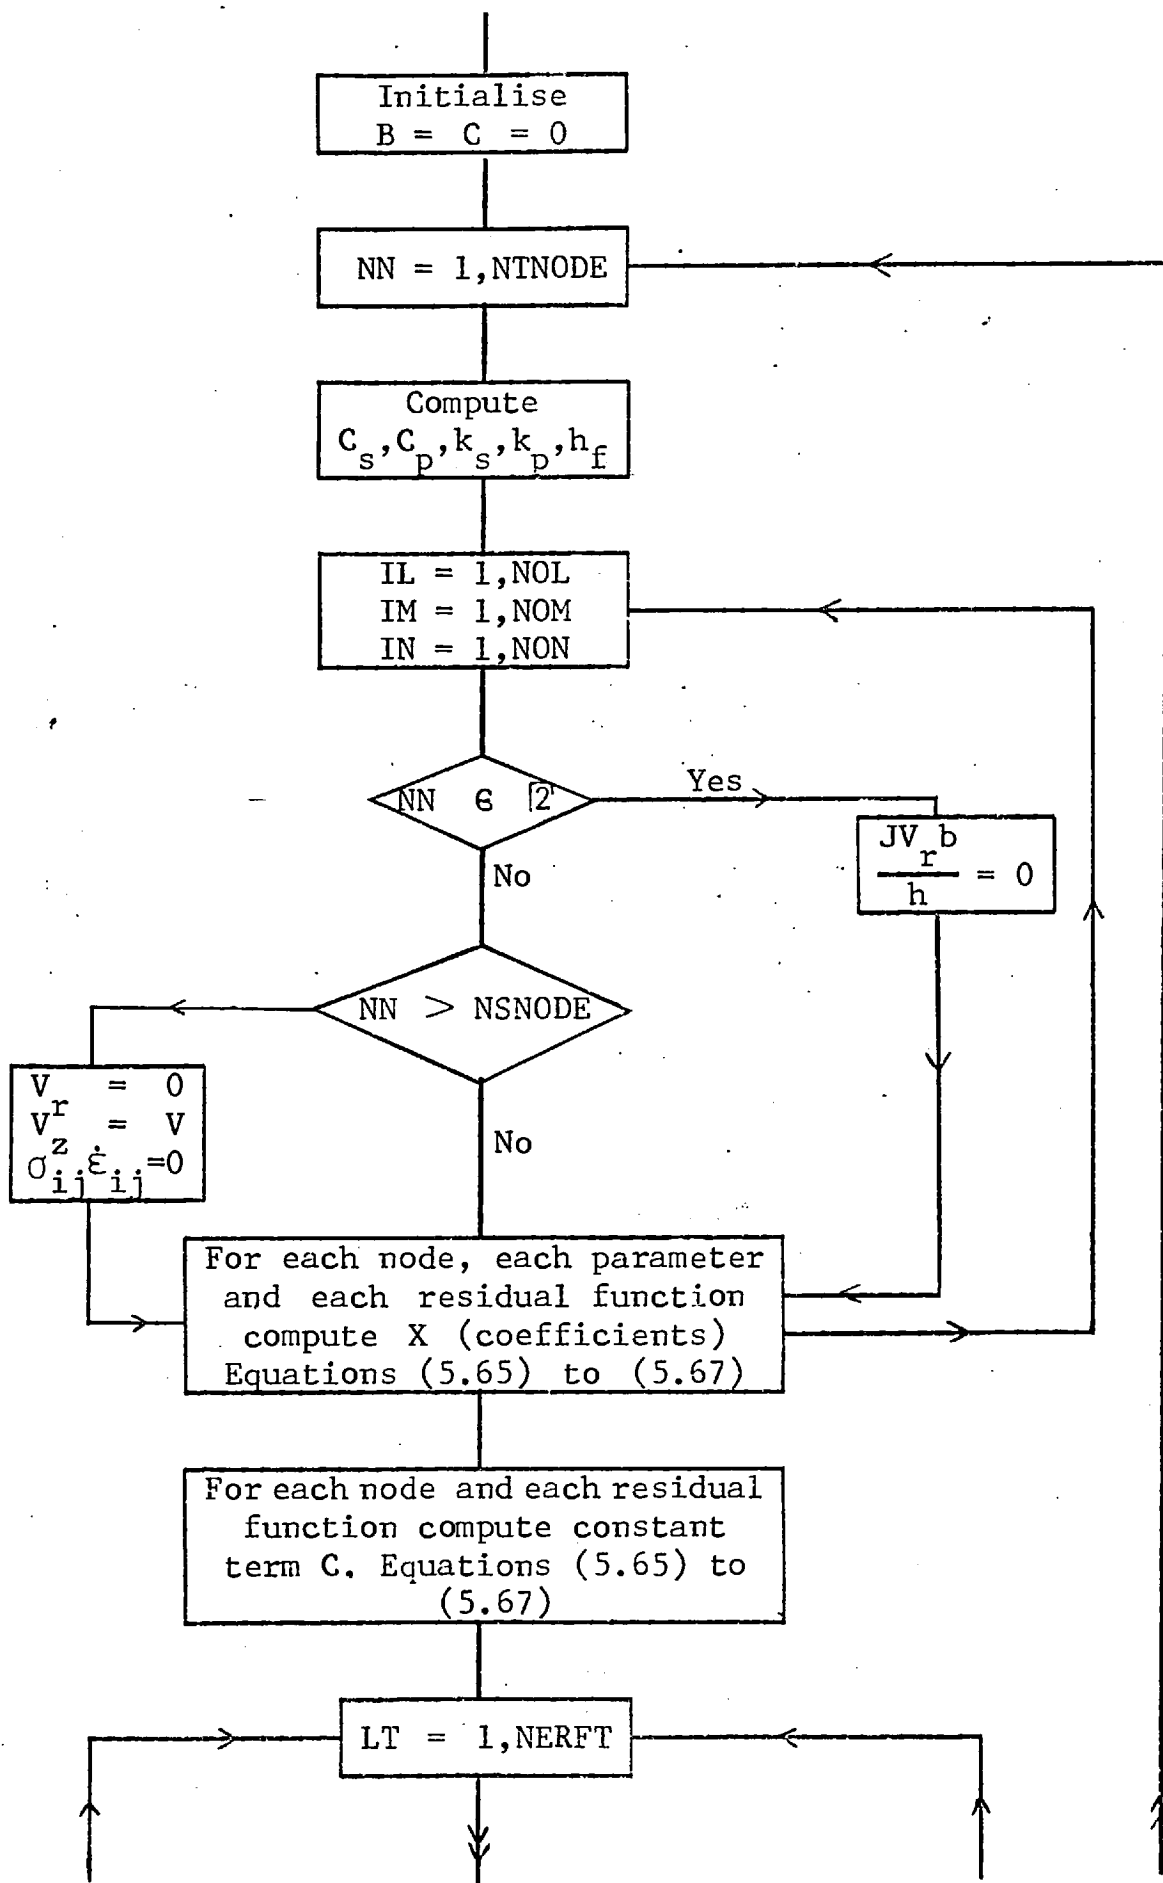 Initialise
B = C = 0
NN = 1,NTNODE
Compute
C_s,C_p,k_s,k_p,h_f
IL = 1,NOL
IM = 1,NOM
IN = 1,NON
NN ϵ Γ2
Yes
JV_r b
h
= 0
No
NN > NSNODE
V_r = 0
V_z = V
σ_ij ε̇_ij=0
No
For each node, each parameter
and each residual function
compute X (coefficients)
Equations (5.65) to (5.67)
For each node and each residual
function compute constant
term C. Equations (5.65) to
(5.67)
LT = 1,NERFT